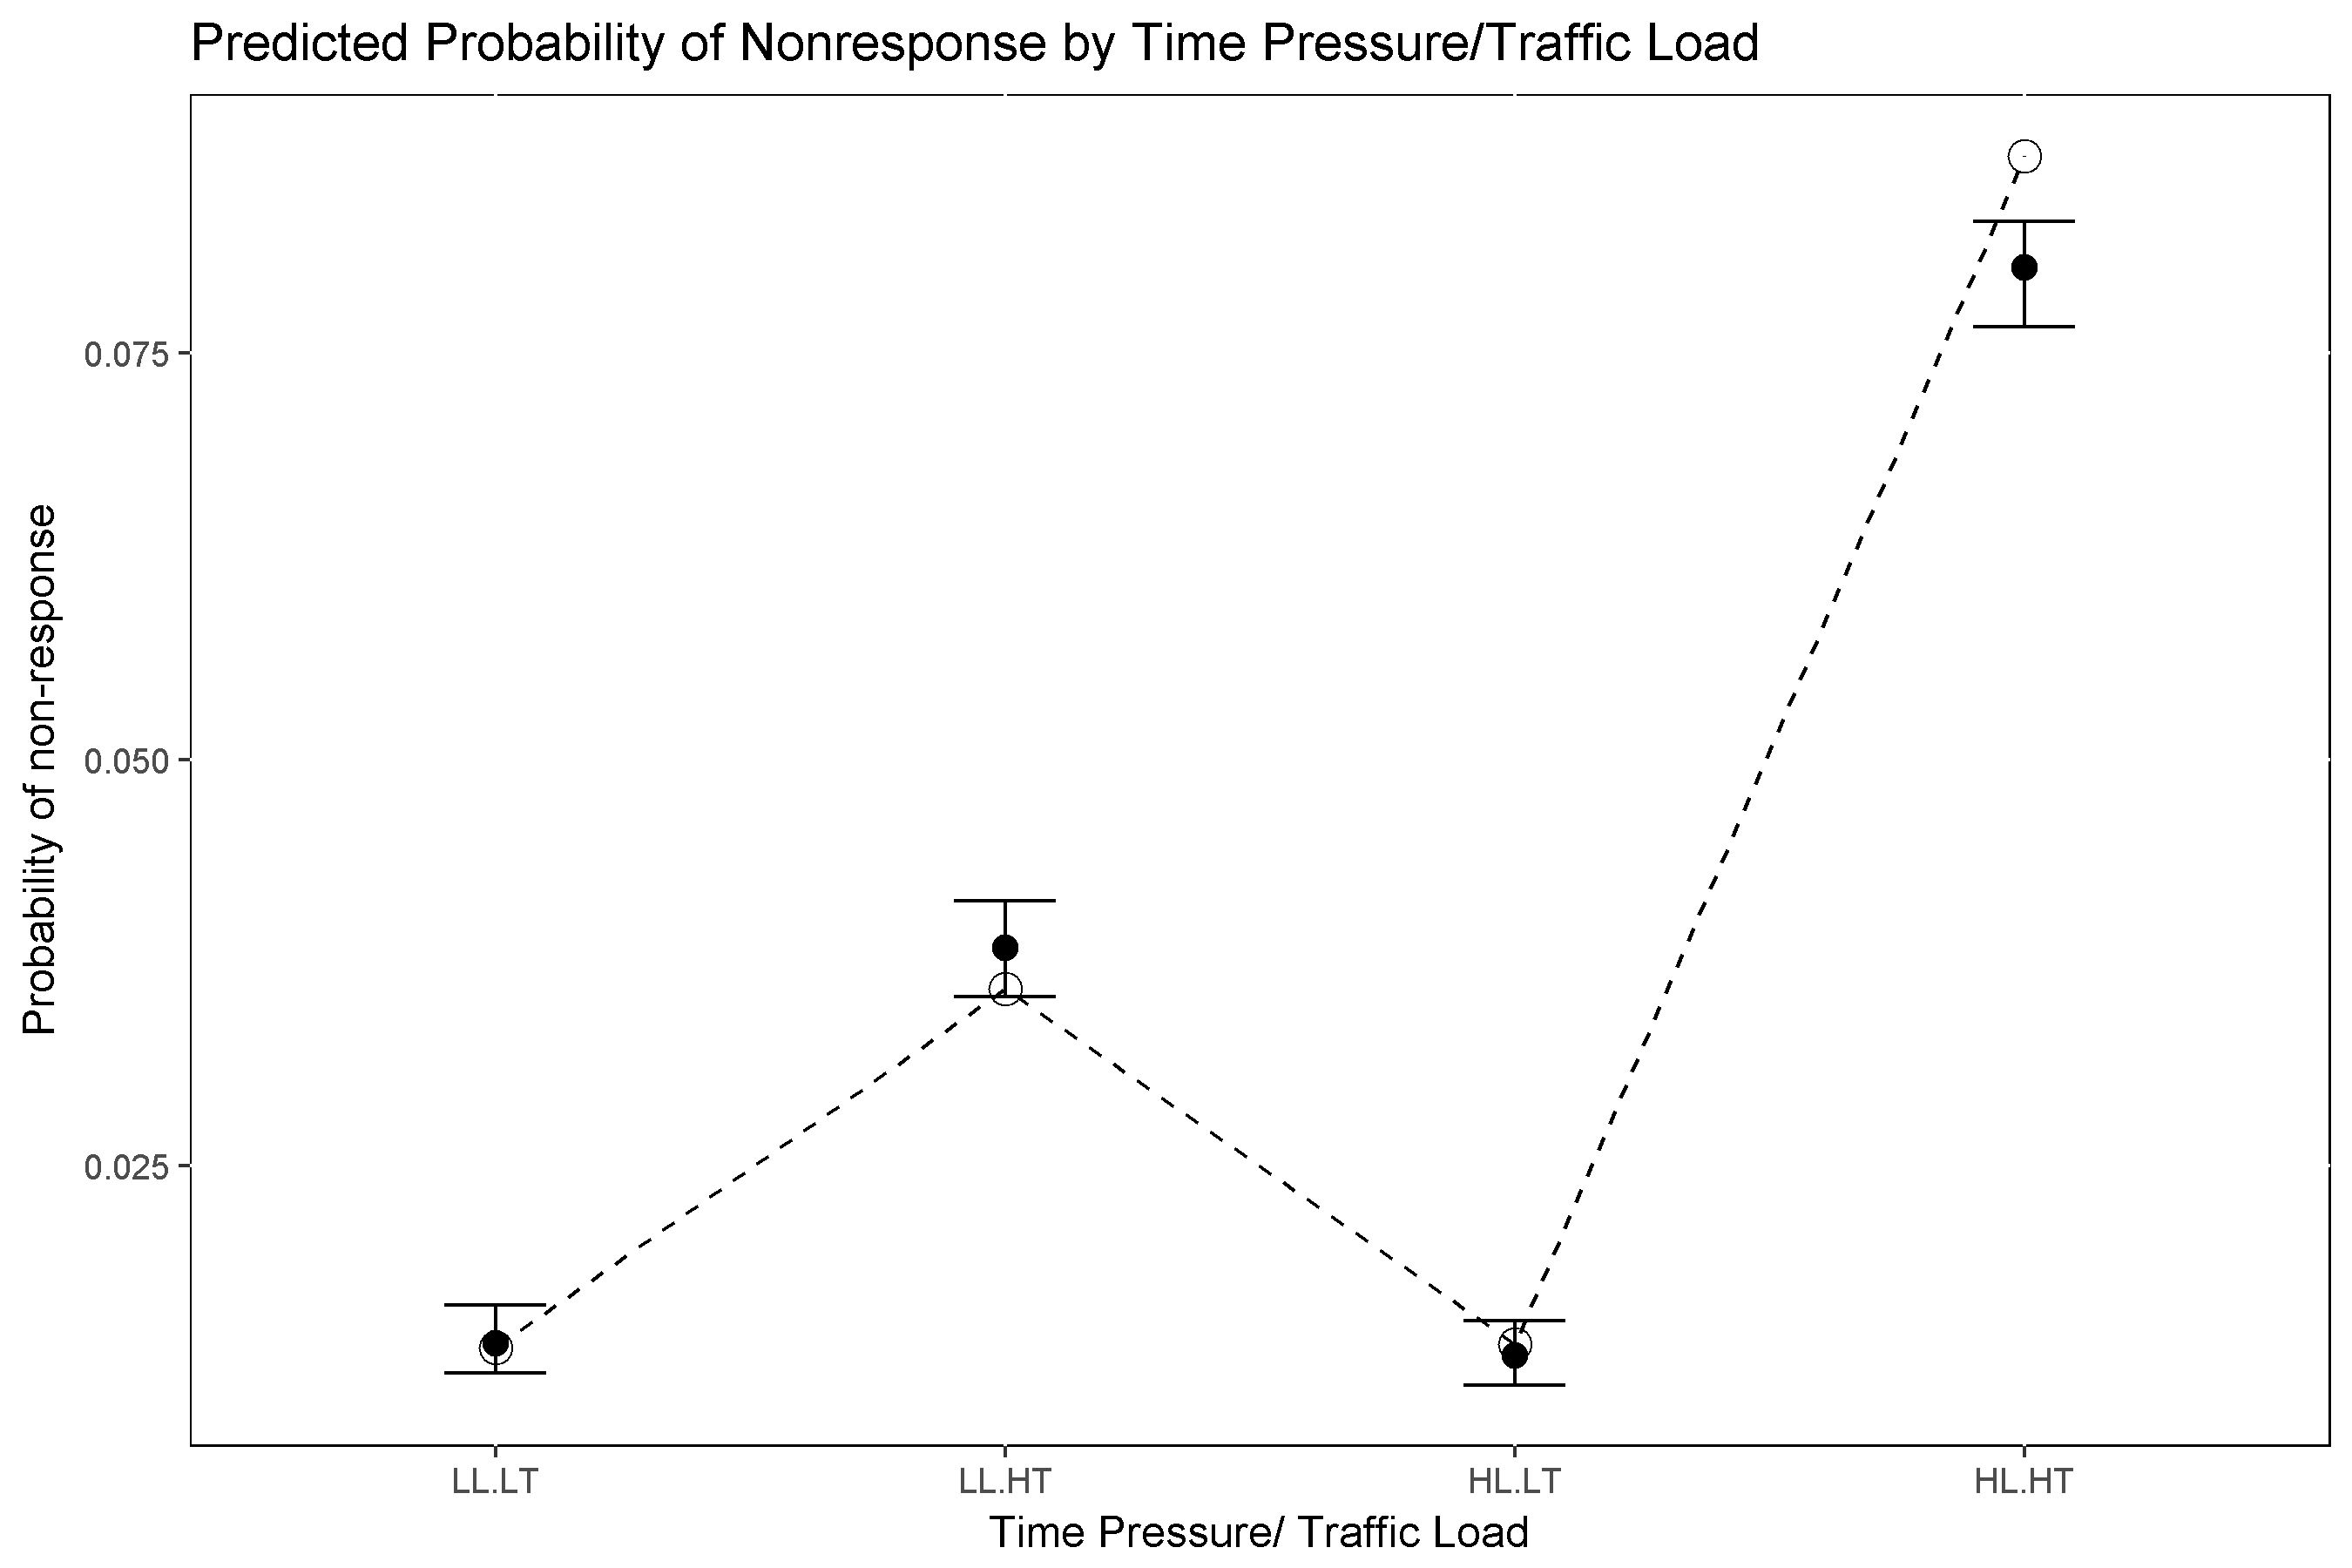 Predicted Probability of Nonresponse by Time Pressure/Traffic Load
Probability of non-response
0.075
0.050
0.025
LL.LT
LL.HT
HL.LT
HL.HT
Time Pressure/ Traffic Load